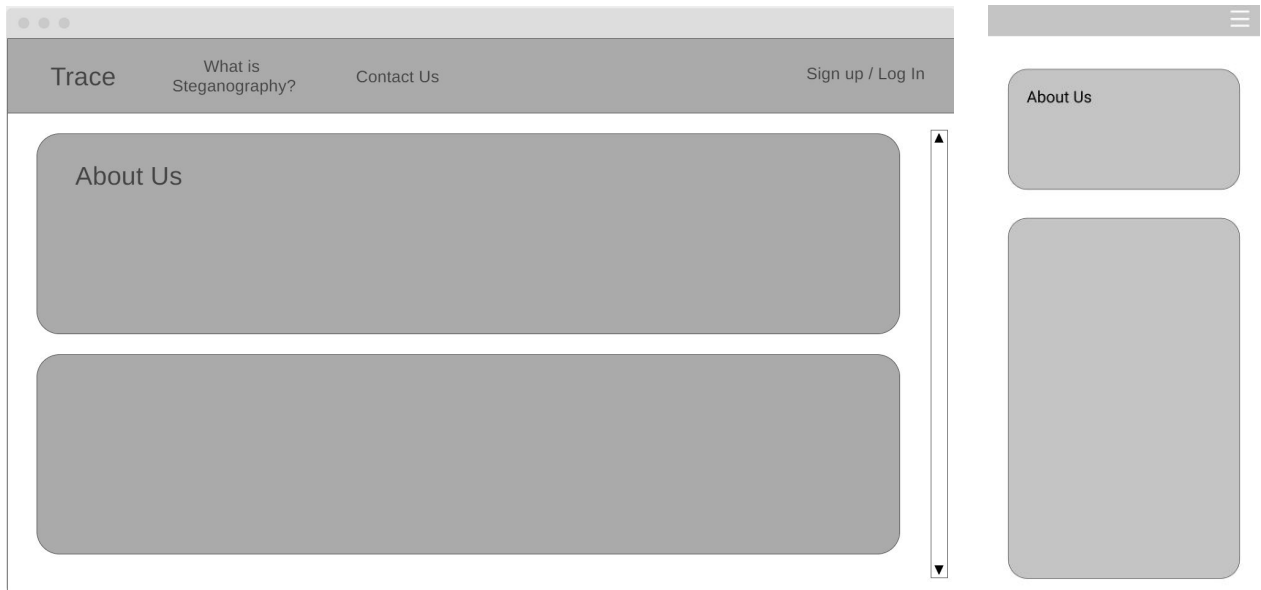 Trace
What is
Steganography?
Contact Us
Sign up / Log In
About Us
About Us